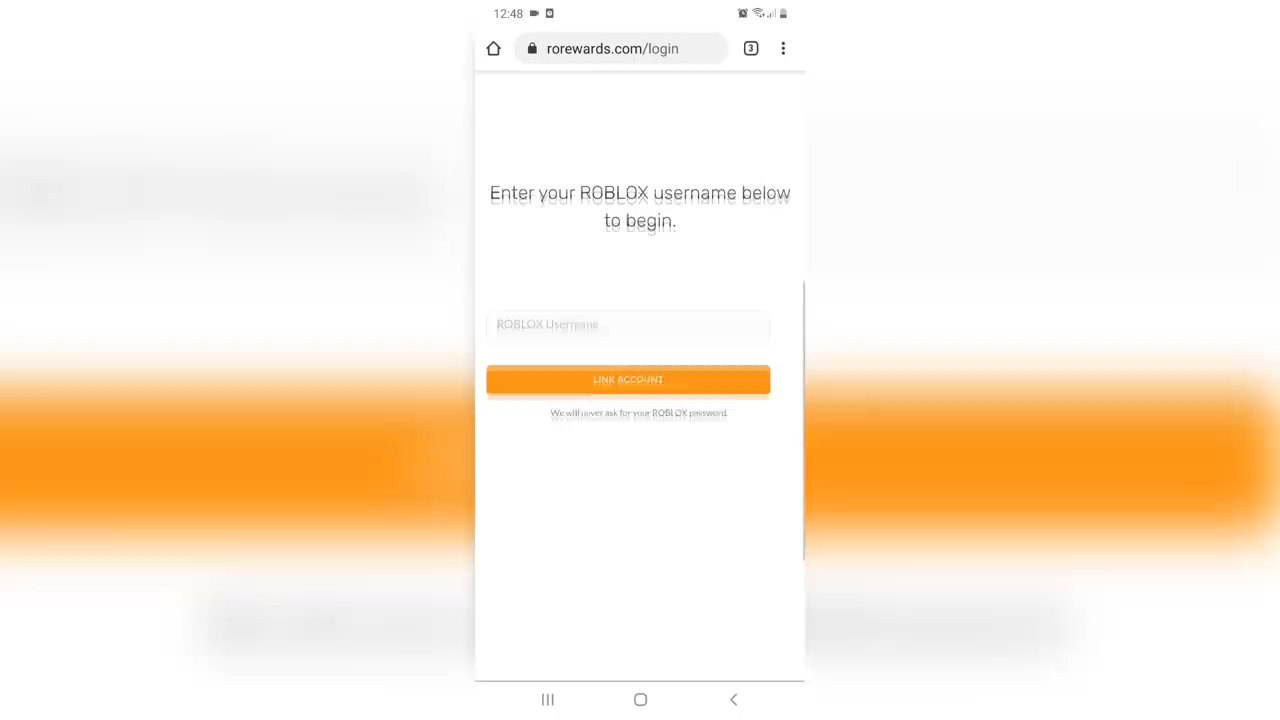 12:48
rorewards.com/login
3
Enter your ROBLOX username below
to begin.
ROBLOX Username
LINK ACCOUNT
We will never ask for your ROBLOX password.